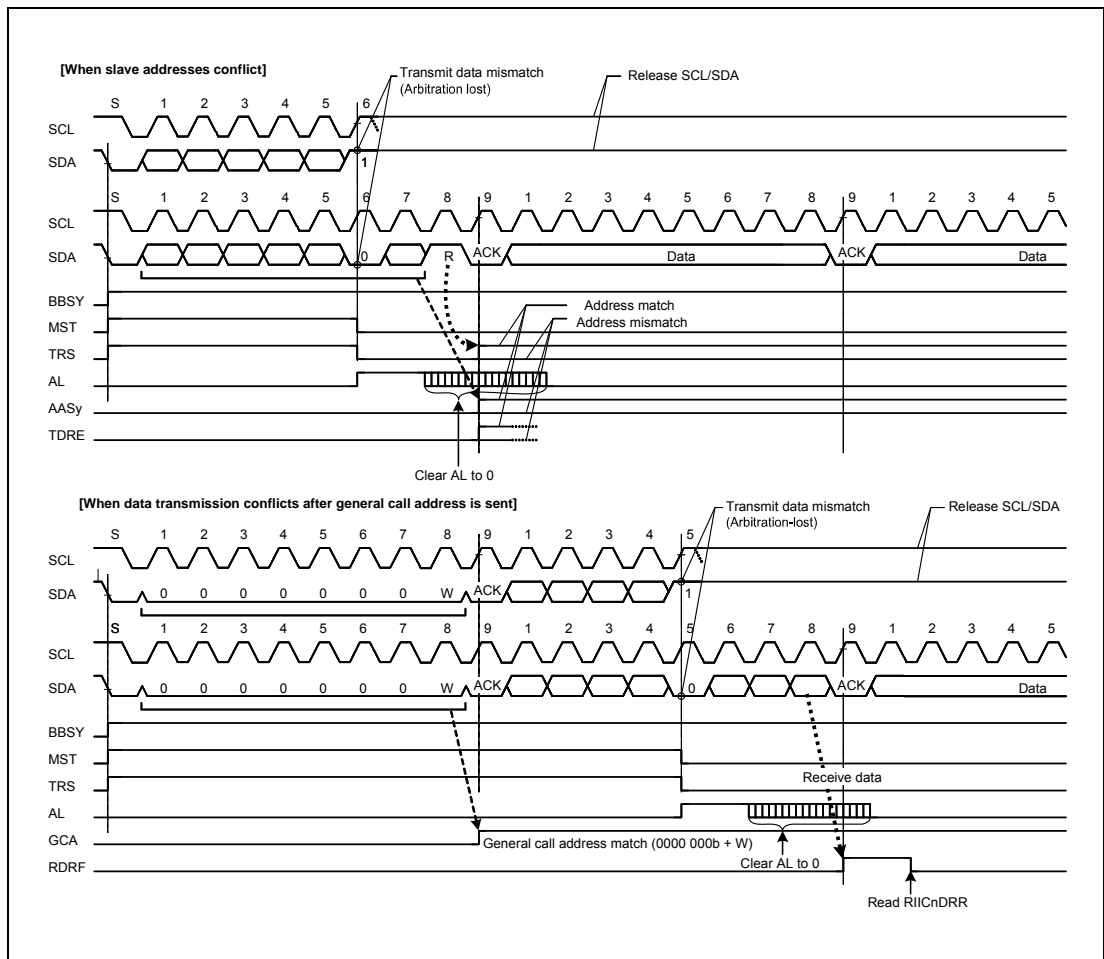 [When slave addresses conflict]
Transmit data mismatch
(Arbitration lost)
Release SCL/SDA
S 1 2 3 4 5 6
SCL
SDA
1
S 1 2 3 4 5 6 7 8 9 1 2 3 4 5 6 7 8 9 1 2 3 4 5
SCL
SDA 0 R ACK Data ACK Data
BBSY
Address match
Address mismatch
MST
TRS
AL
AASy
TDRE
Clear AL to 0
[When data transmission conflicts after general call address is sent]
Transmit data mismatch
(Arbitration-lost)
Release SCL/SDA
S 1 2 3 4 5 6 7 8 9 1 2 3 4 5
SCL
SDA 0 0 0 0 0 0 0 W ACK 1
S 1 2 3 4 5 6 7 8 9 1 2 3 4 5 6 7 8 9 1 2 3 4 5
SCL
SDA 0 0 0 0 0 0 0 W ACK 0 ACK Data
BBSY
MST
TRS
Receive data
AL
GCA
General call address match (0000 000b + W)
Clear AL to 0
RDRF
Read RIICnDRR